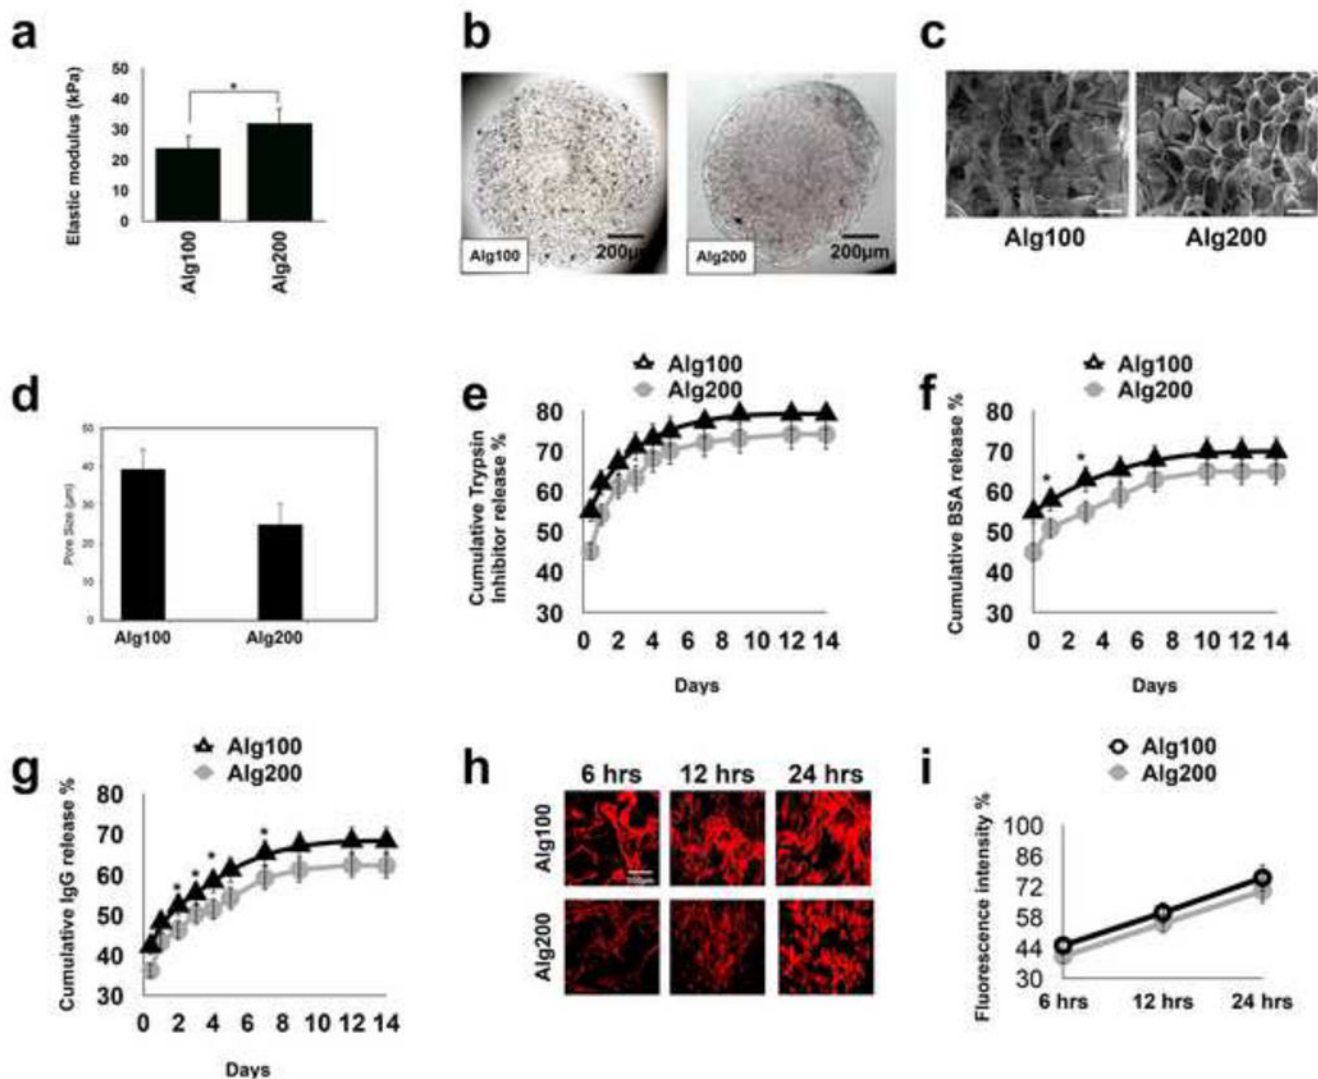 a
Elastic modulus (kPa)
50
40
30
20
10
0
*
Alg100
Alg200
b
Alg100
200µm
Alg200
200µm
c
Alg100
Alg200
d
Pore Size (µm)
50
40
30
20
10
0
Alg100
Alg200
e
Alg100
Alg200
Cumulative Trypsin
Inhibitor release %
80
70
60
50
40
30
0 2 4 6 8 10 12 14
Days
f
Alg100
Alg200
Cumulative BSA release %
80
70
60
50
40
30
* *
0 2 4 6 8 10 12 14
Days
g
Alg100
Alg200
Cumulative IgG release %
80
70
60
50
40
30
* * * *
0 2 4 6 8 10 12 14
Days
h
6 hrs 12 hrs 24 hrs
Alg100
100µm
Alg200
i
Alg100
Alg200
Fluorescence intensity %
100
86
72
58
44
30
6 hrs 12 hrs 24 hrs